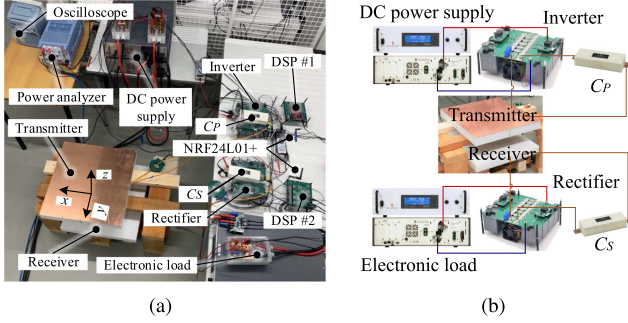 Oscilloscope
Power analyzer
Transmitter
DC power
supply
Inverter
DSP #1
CP
NRF24L01+
CS
Rectifier
DSP #2
x
y
z
Receiver
Electronic load
(a)
DC power supply
Inverter
CP
Transmitter
Receiver
Rectifier
CS
Electronic load
(b)